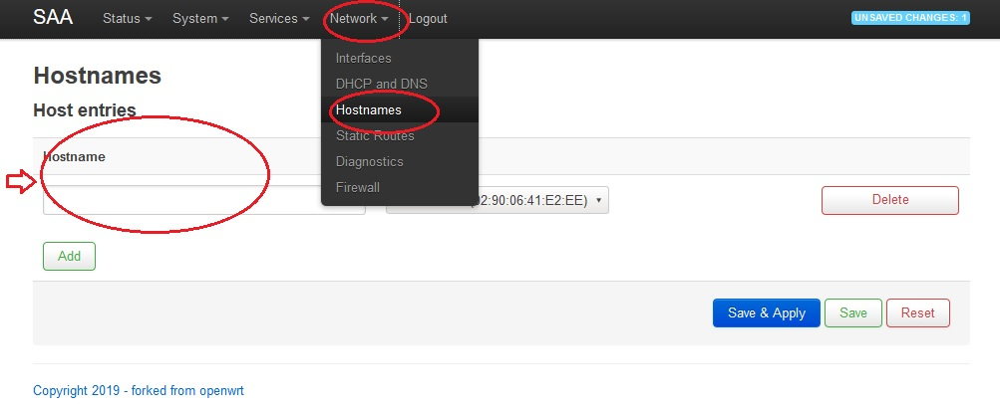 SAA Status System Services Network Logout UNSAVED CHANGES: 1
Interfaces
DHCP and DNS
Hostnames
Static Routes
Diagnostics
Firewall
Hostnames
Host entries
Hostname
02:90:06:41:E2:EE)
Delete
Add
Save & Apply Save Reset
Copyright 2019 - forked from openwrt